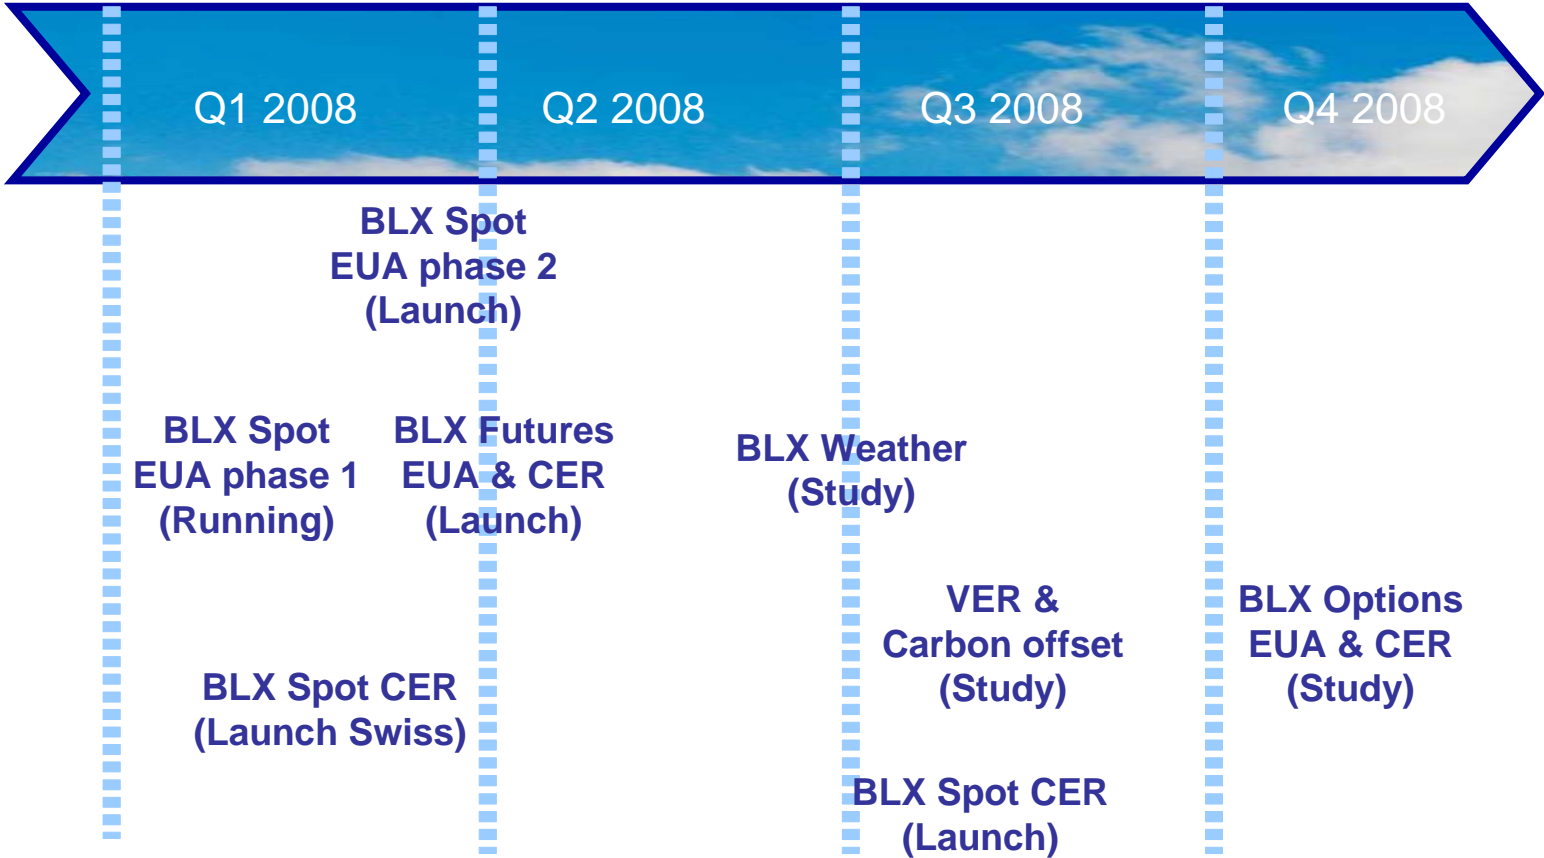 Q1 2008
Q2 2008
Q3 2008
Q4 2008
BLX Spot
EUA phase 2
(Launch)
BLX Spot
EUA phase 1
(Running)
BLX Futures
EUA & CER
(Launch)
BLX Weather
(Study)
VER &
Carbon offset
(Study)
BLX Options
EUA & CER
(Study)
BLX Spot CER
(Launch Swiss)
BLX Spot CER
(Launch)